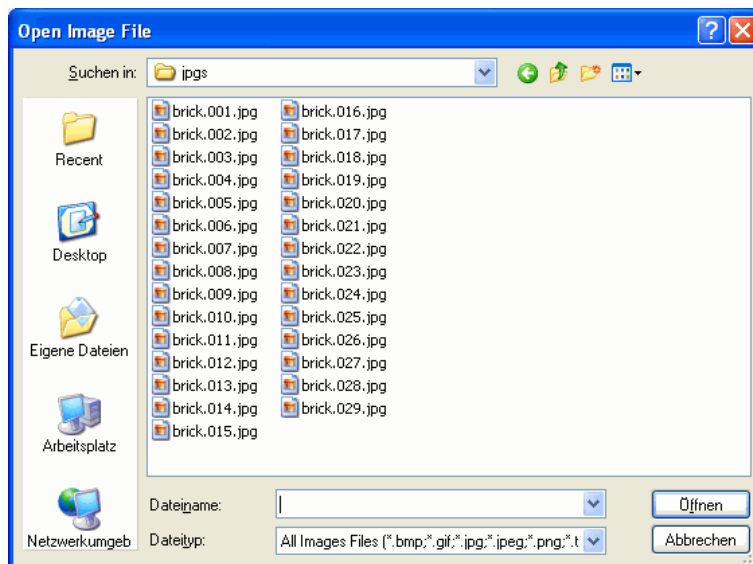 Open Image File
Suchen in: jpgs
Recent
Desktop
Eigene Dateien
Arbeitsplatz
Netzwerkumgeb
brick.001.jpg
brick.002.jpg
brick.003.jpg
brick.004.jpg
brick.005.jpg
brick.006.jpg
brick.007.jpg
brick.008.jpg
brick.009.jpg
brick.010.jpg
brick.011.jpg
brick.012.jpg
brick.013.jpg
brick.014.jpg
brick.015.jpg
brick.016.jpg
brick.017.jpg
brick.018.jpg
brick.019.jpg
brick.020.jpg
brick.021.jpg
brick.022.jpg
brick.023.jpg
brick.024.jpg
brick.025.jpg
brick.026.jpg
brick.027.jpg
brick.028.jpg
brick.029.jpg
Dateiname:
Öffnen
Dateityp: All Images Files (*.bmp;*.gif;*.jpg;*.jpeg;*.png;*.t
Abbrechen